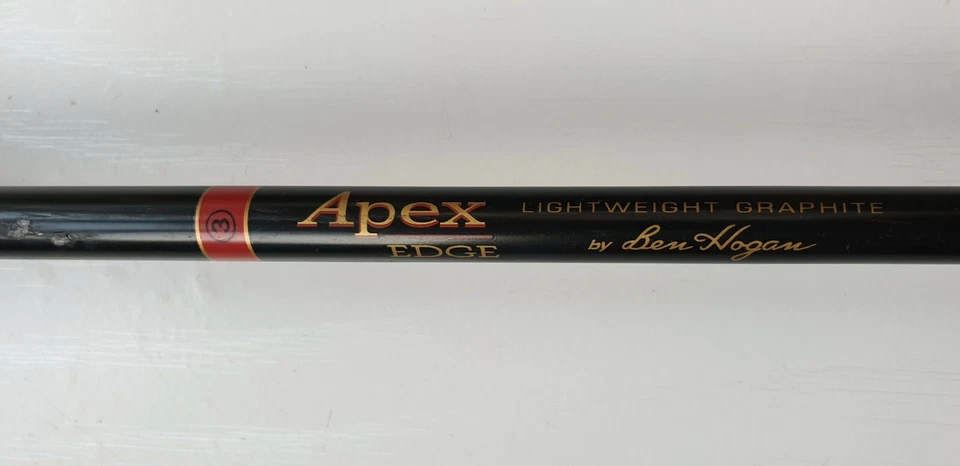 ③
Apex
EDGE
LIGHTWEIGHT GRAPHITE
by Ben Hogan